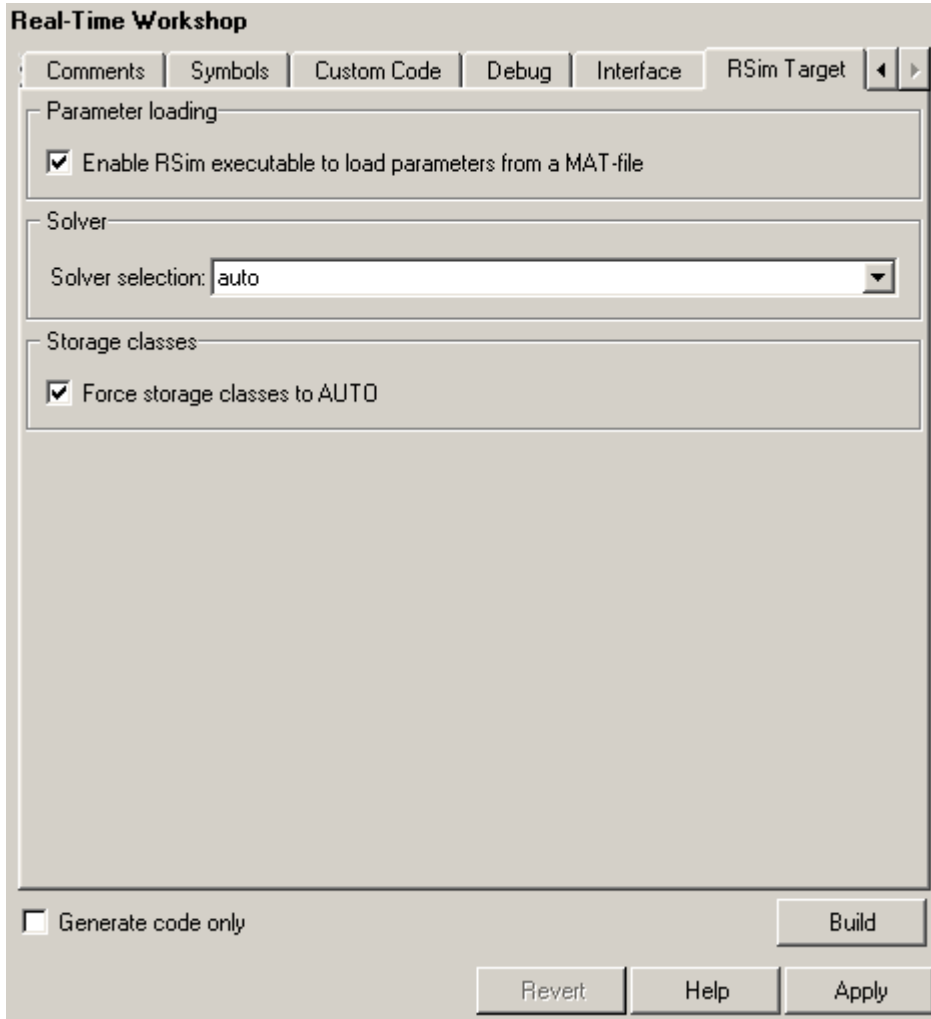 Real-Time Workshop
Comments Symbols Custom Code Debug Interface RSim Target
Parameter loading
Enable RSim executable to load parameters from a MAT-file
Solver
Solver selection: auto
Storage classes
Force storage classes to AUTO
Generate code only Build
Revert Help Apply